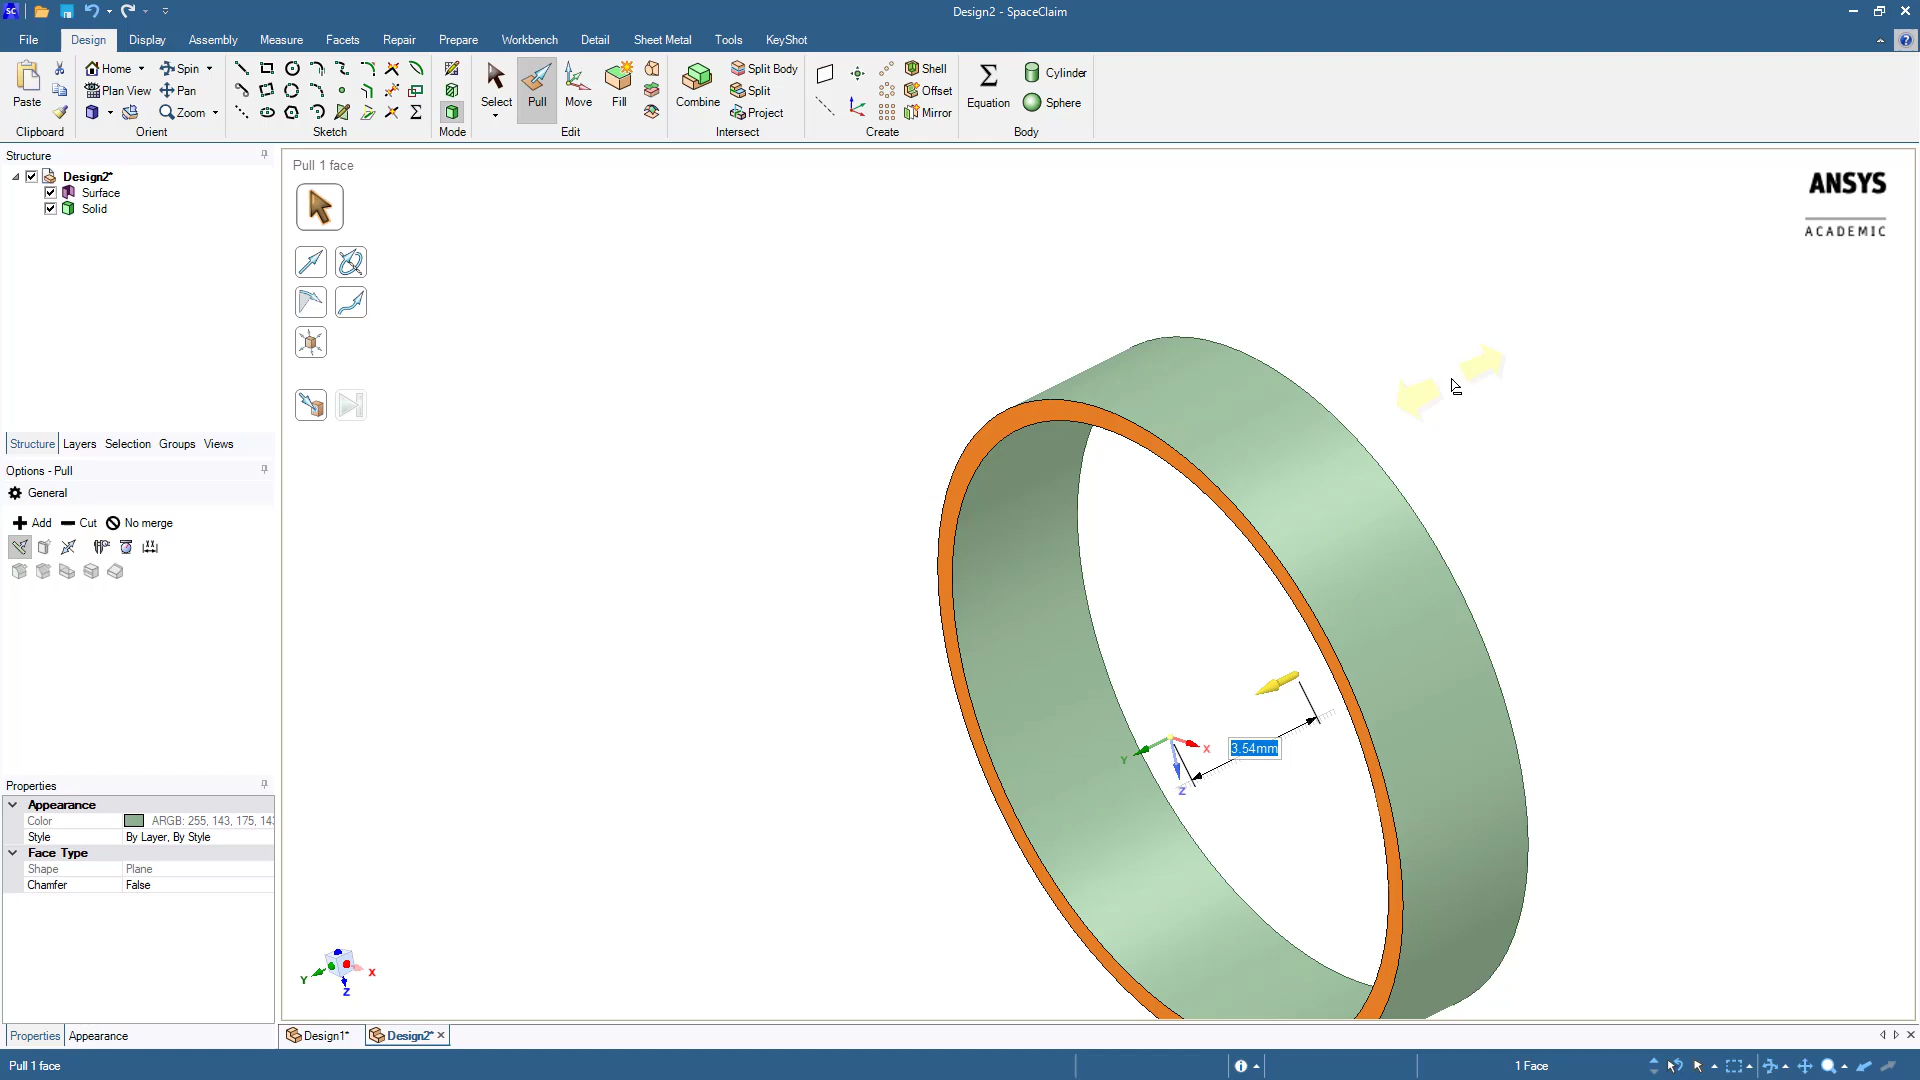 SC
Design2 - SpaceClaim
File Design Display Assembly Measure Facets Repair Prepare Workbench Detail Sheet Metal Tools KeyShot
Paste
Home
Plan View
Spin
Pan
Zoom
Select
Pull
Move
Fill
Combine
Split Body
Split
Project
Shell
Offset
Mirror
Equation
Cylinder
Sphere
Clipboard Orient Sketch Mode Edit Intersect Create Body
Structure
Design2*
Surface
Solid
Structure Layers Selection Groups Views
Options - Pull
General
Add Cut No merge
Properties
Appearance
Color ARGB: 255, 143, 175, 143
Style By Layer, By Style
Face Type
Shape Plane
Chamfer False
Properties Appearance
Pull 1 face
ANSYS
ACADEMIC
3.54mm
X
Y
Z
Y
X
Z
Design1*
Design2*
Pull 1 face
1 Face